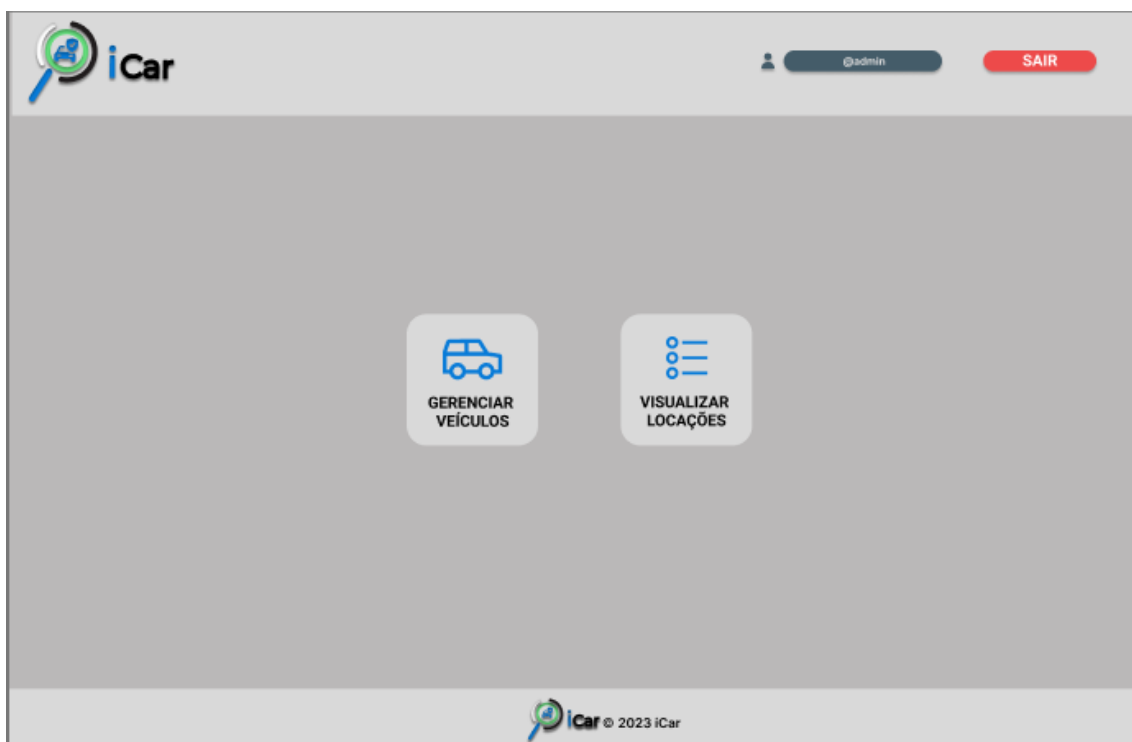 iCar
@admin
SAIR
GERENCIAR
VEÍCULOS
VISUALIZAR
LOCAÇÕES
iCar © 2023 iCar